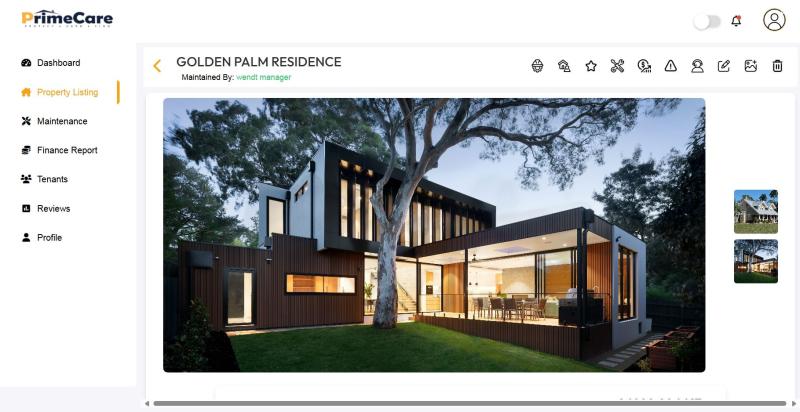 PrimeCare
GOLDEN PALM RESIDENCE
Maintained By: wendt manager
Dashboard
Property Listing
Maintenance
Finance Report
Tenants
Reviews
Profile